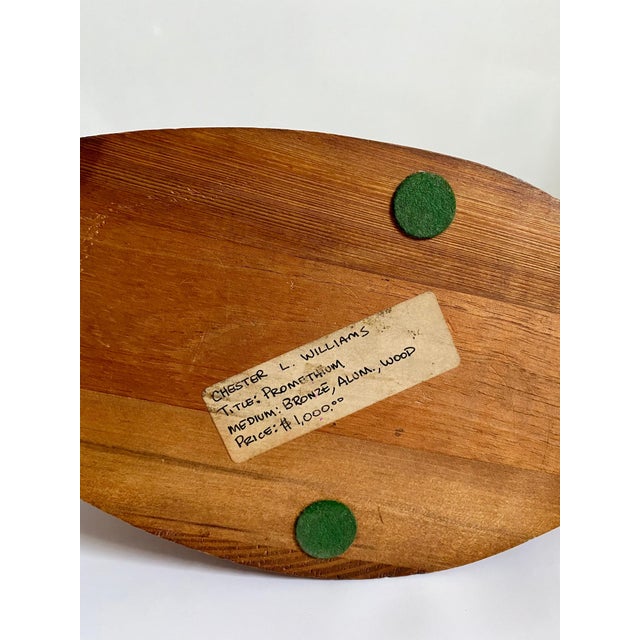 CHESTER L. WILLIAMS
TITLE: PROMETHIUM
MEDIUM: BRONZE, ALUM., WOOD
PRICE: $1,000.00